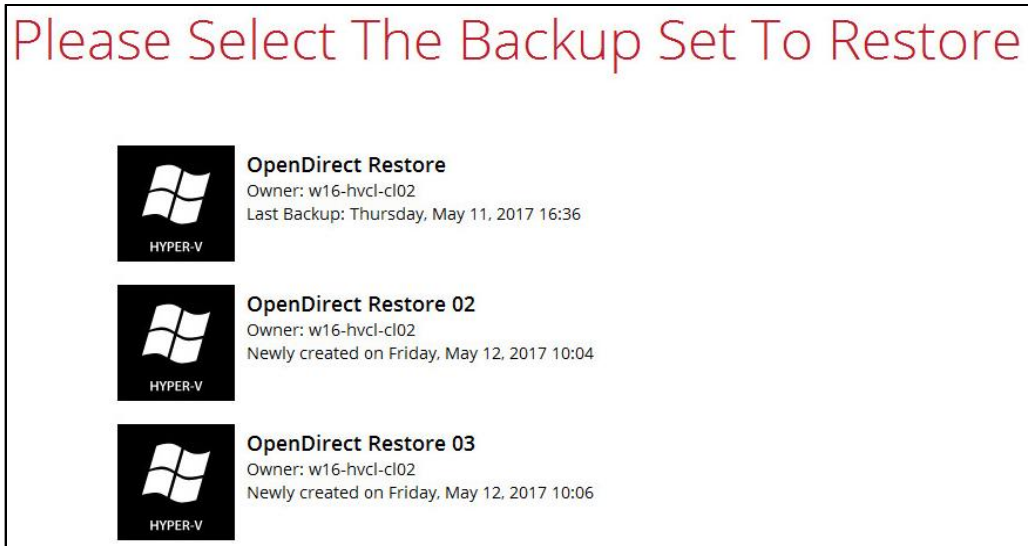 Please Select The Backup Set To Restore
OpenDirect Restore
Owner: w16-hvcl-cl02
Last Backup: Thursday, May 11, 2017 16:36
HYPER-V
OpenDirect Restore 02
Owner: w16-hvcl-cl02
Newly created on Friday, May 12, 2017 10:04
HYPER-V
OpenDirect Restore 03
Owner: w16-hvcl-cl02
Newly created on Friday, May 12, 2017 10:06
HYPER-V